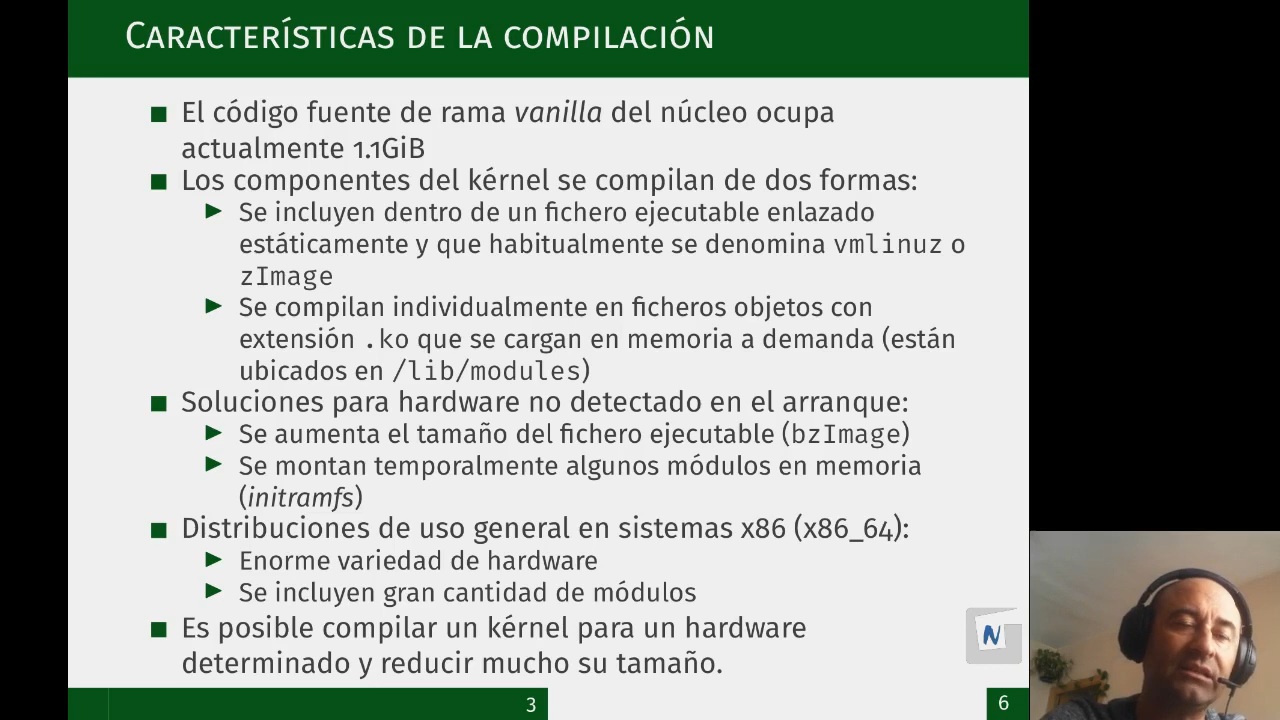 Características de la compilación
El código fuente de rama vanilla del núcleo ocupa
actualmente 1.1GiB
Los componentes del kérnel se compilan de dos formas:
Se incluyen dentro de un fichero ejecutable enlazado
estáticamente y que habitualmente se denomina vmlinuz o
zImage
Se compilan individualmente en ficheros objetos con
extensión .ko que se cargan en memoria a demanda (están
ubicados en /lib/modules)
Soluciones para hardware no detectado en el arranque:
Se aumenta el tamaño del fichero ejecutable (bzImage)
Se montan temporalmente algunos módulos en memoria
(initramfs)
Distribuciones de uso general en sistemas x86 (x86_64):
Enorme variedad de hardware
Se incluyen gran cantidad de módulos
Es posible compilar un kérnel para un hardware
determinado y reducir mucho su tamaño.
N
3
6